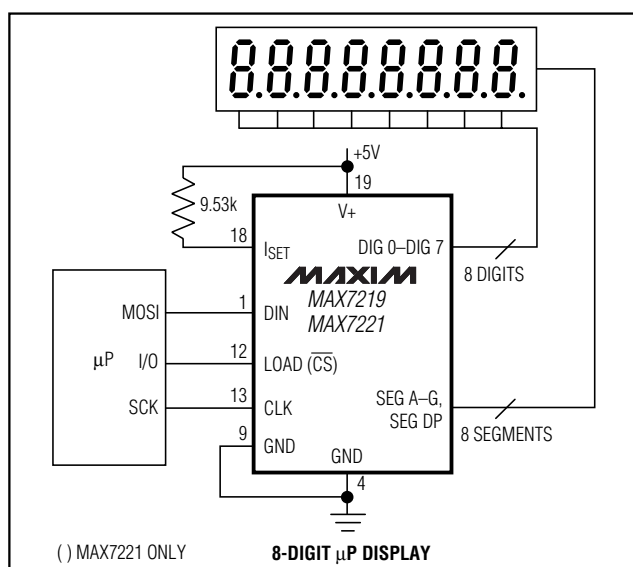 8.8.8.8.8.8.8.8.
+5V
19
9.53k
V+
18
I_SET
DIG 0–DIG 7
MAXIM
8 DIGITS
MAX7219
MOSI
1
DIN
MAX7221
µP
I/O
12
LOAD (C̅S̅)
SCK
13
CLK
SEG A–G,
SEG DP
9
GND
8 SEGMENTS
GND
4
( ) MAX7221 ONLY
8-DIGIT µP DISPLAY